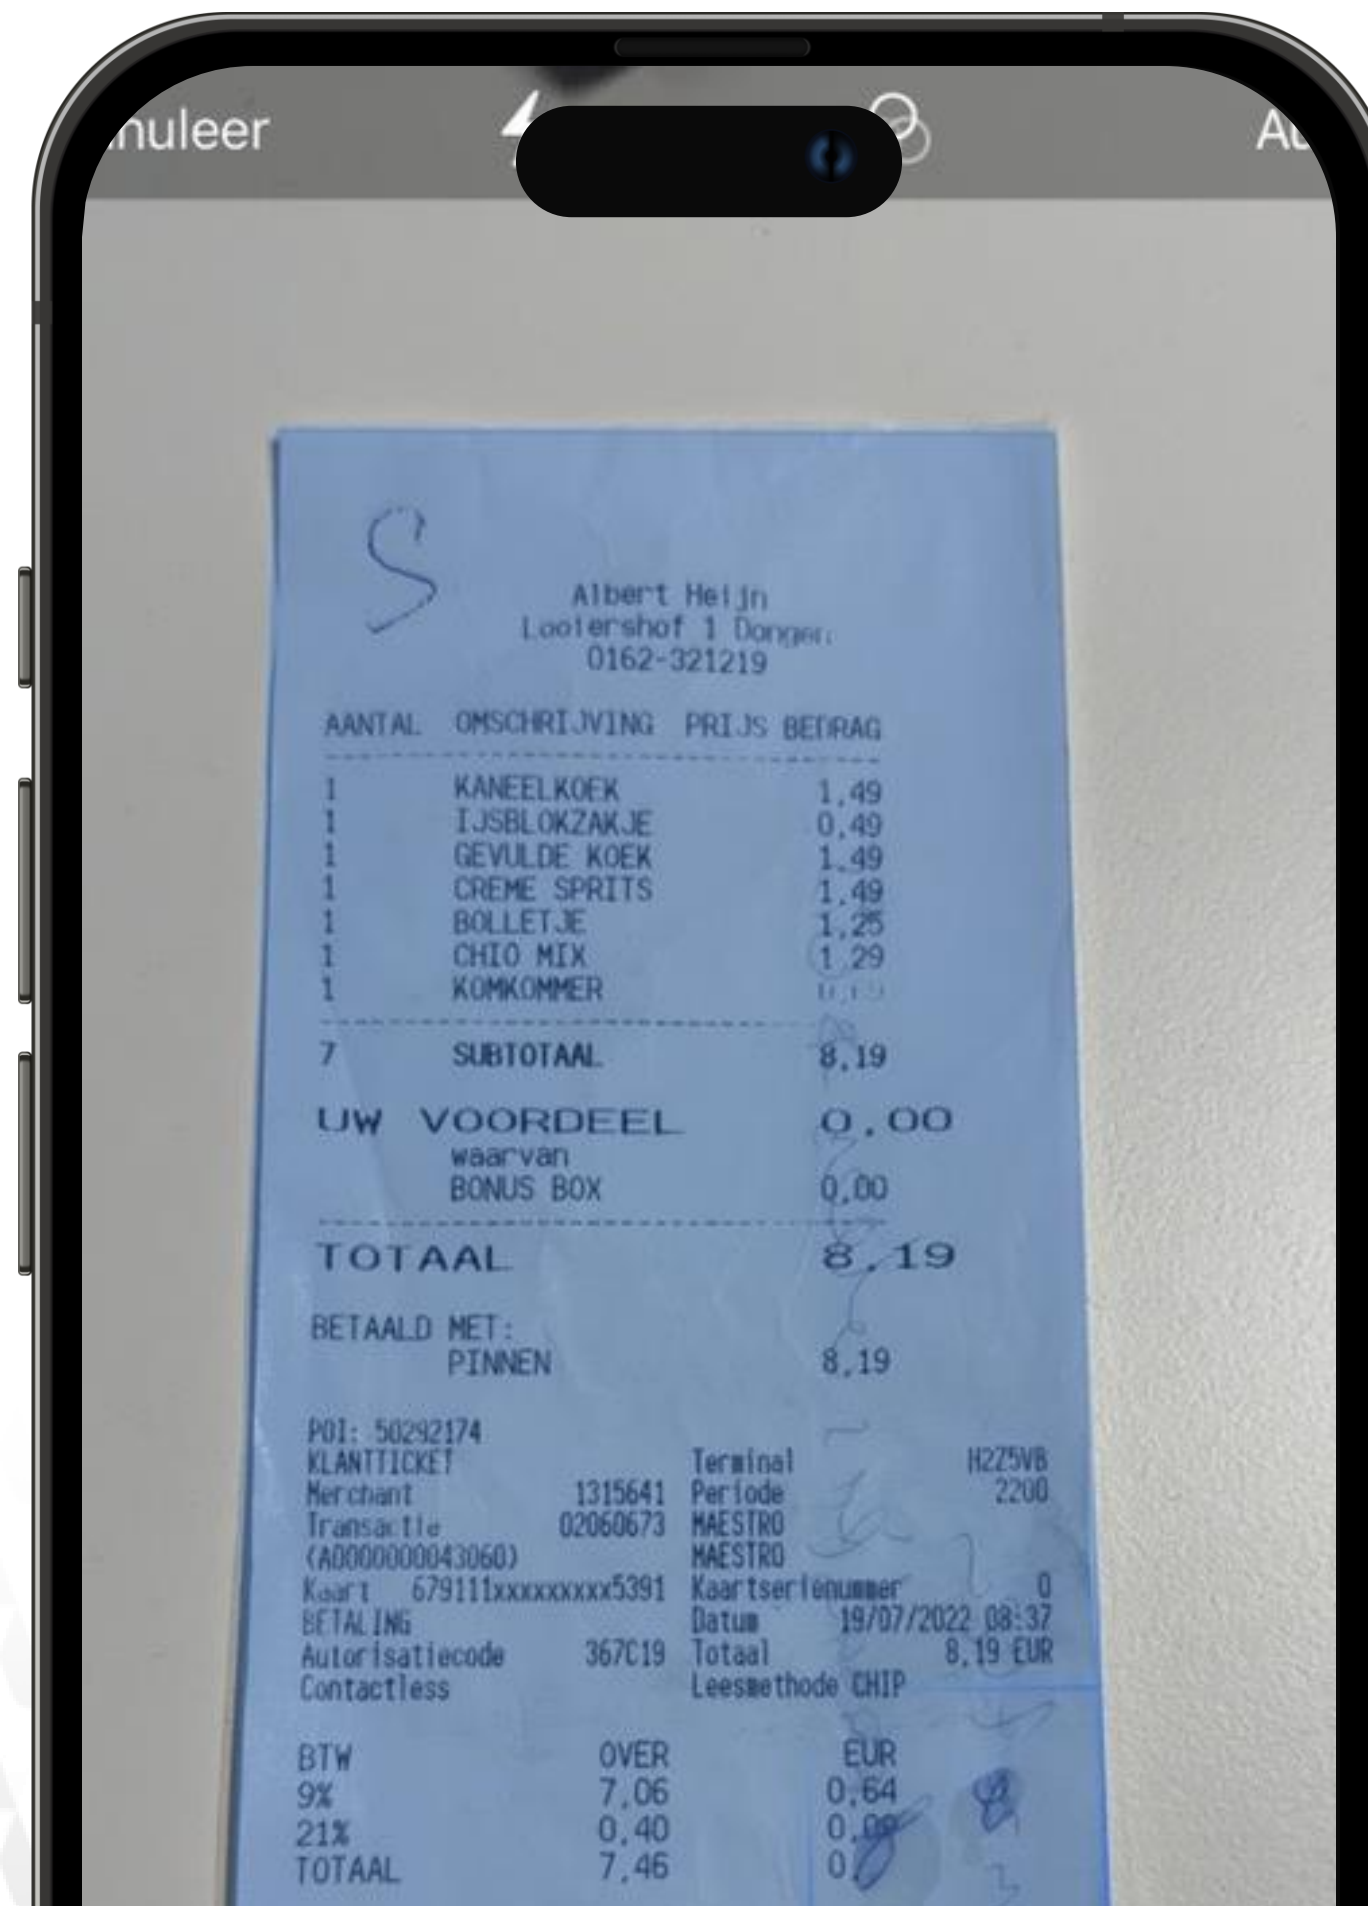 nuleer
S
Albert Heijn
Looiershof 1 Dongen
0162-321219
AANTAL OMSCHRIJVING PRIJS BEDRAG
1 KANEELKOEK 1,49
1 IJSBLOKZAKJE 0,49
1 GEVULDE KOEK 1,49
1 CREME SPRITS 1,49
1 BOLLETJE 1,25
1 CHIO MIX 1,29
1 KOMKOMMER
7 SUBTOTAAL 8,19
UW VOORDEEL 0,00
waarvan
BONUS BOX 0,00
TOTAAL 8,19
BETAALD MET:
PINNEN 8,19
POI: 50292174
KLANTTICKET Terminal H2Z5VB
Merchant 1315641 Periode 2200
Transactie 02060673 MAESTRO
(A0000000043060) MAESTRO
Kaart 679111xxxxxxxxx5391 Kaartserienummer 0
BETALING Datum 19/07/2022 08:37
Autorisatiecode 367C19 Totaal 8,19 EUR
Contactless Leesmethode CHIP
BTW OVER EUR
9% 7,06 0,64
21% 0,40
TOTAAL 7,46